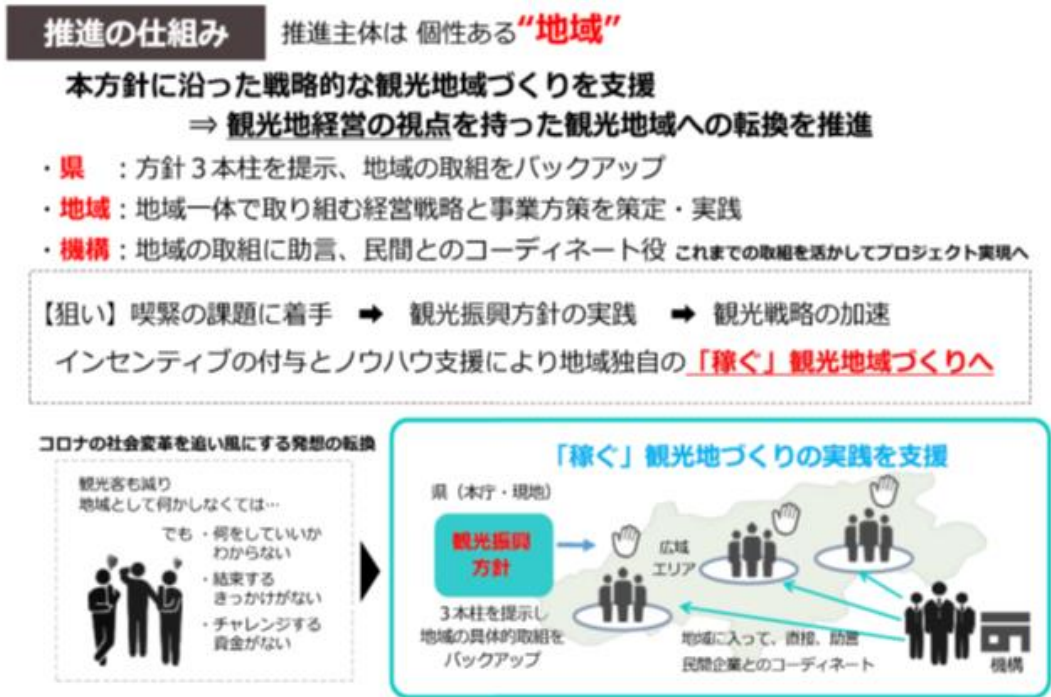 推進の仕組み
推進主体は 個性ある“地域”
本方針に沿った戦略的な観光地域づくりを支援
⇒ 観光地経営の視点を持った観光地域への転換を推進
・県 ：方針３本柱を提示、地域の取組をバックアップ
・地域：地域一体で取り組む経営戦略と事業方策を策定・実践
・機構：地域の取組に助言、民間とのコーディネート役 これまでの取組を活かしてプロジェクト実現へ
【狙い】喫緊の課題に着手 ➡ 観光振興方針の実践 ➡ 観光戦略の加速
インセンティブの付与とノウハウ支援により地域独自の「稼ぐ」観光地域づくりへ
コロナの社会変革を追い風にする発想の転換
観光客も減り
地域として何かしなくては…
でも ・何をしていいか
わからない
・結束する
きっかけがない
・チャレンジする
資金がない
「稼ぐ」観光地づくりの実践を支援
県（本庁・現地）
観光振興
方針
３本柱を提示し
地域の具体的取組を
バックアップ
広域
エリア
地域に入って、直接、助言
民間企業とのコーディネート
機構